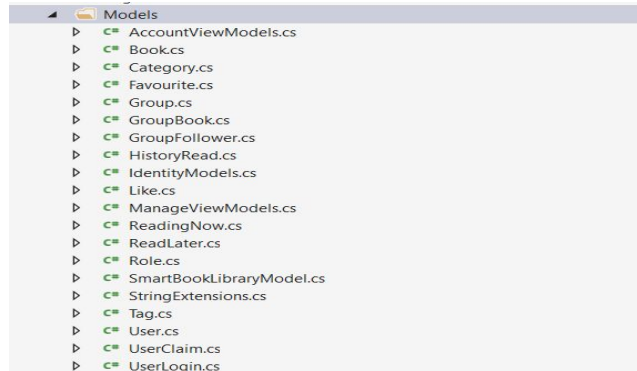 Models
C# AccountViewModels.cs
C# Book.cs
C# Category.cs
C# Favourite.cs
C# Group.cs
C# GroupBook.cs
C# GroupFollower.cs
C# HistoryRead.cs
C# IdentityModels.cs
C# Like.cs
C# ManageViewModels.cs
C# ReadingNow.cs
C# ReadLater.cs
C# Role.cs
C# SmartBookLibraryModel.cs
C# StringExtensions.cs
C# Tag.cs
C# User.cs
C# UserClaim.cs
C# UserLogin.cs